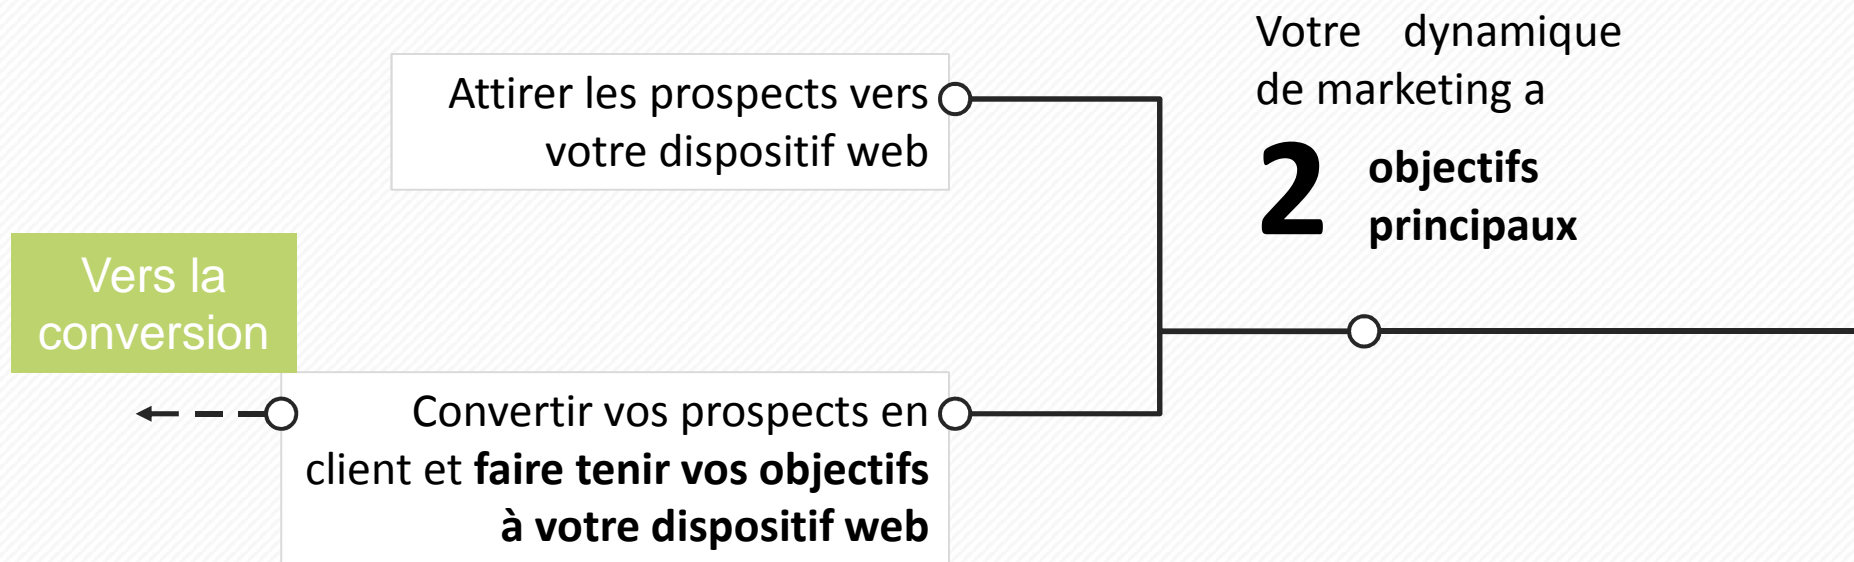 Votre dynamique
de marketing a
2 objectifs
principaux
Attirer les prospects vers
votre dispositif web
Vers la
conversion
Convertir vos prospects en
client et faire tenir vos objectifs
à votre dispositif web